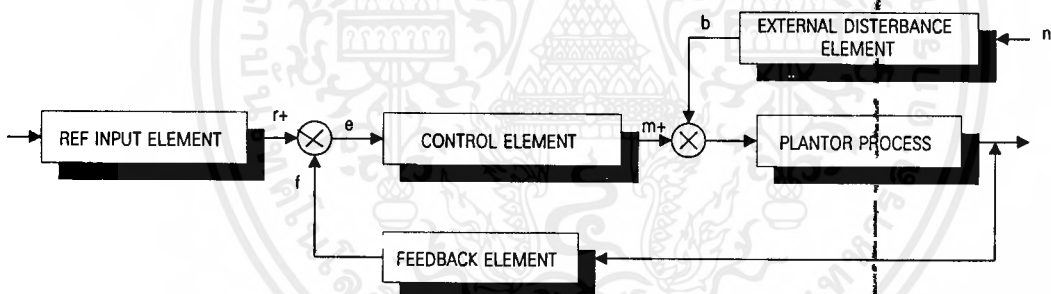 b
EXTERNAL DISTERBANCE
ELEMENT
n
REF INPUT ELEMENT
r+
e
CONTROL ELEMENT
m+
PLANTOR PROCESS
f
FEEDBACK ELEMENT